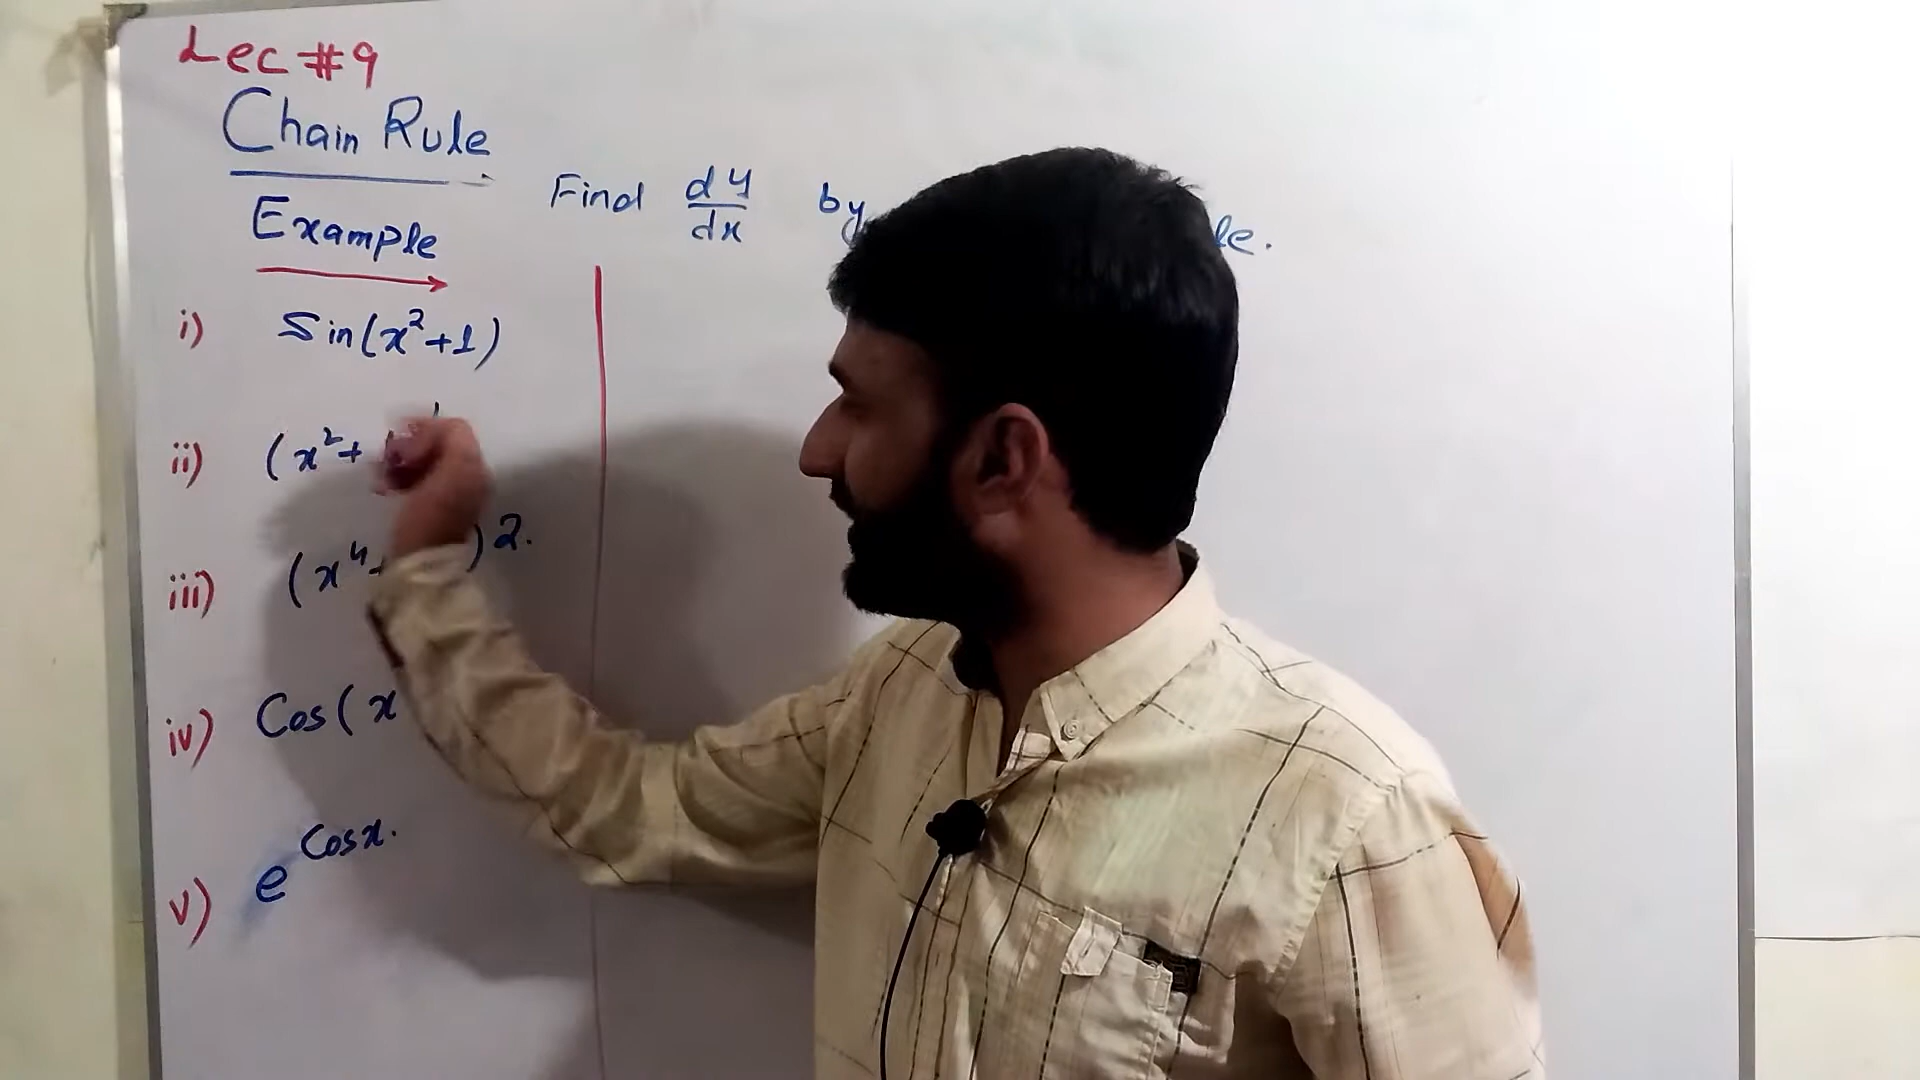 Lec #9
Chain Rule
Example
Find dy/dx by
i) Sin(x²+1)
ii) (x²+
iii) (x⁴+ )2.
iv) Cos(x
v) e^Cosx.